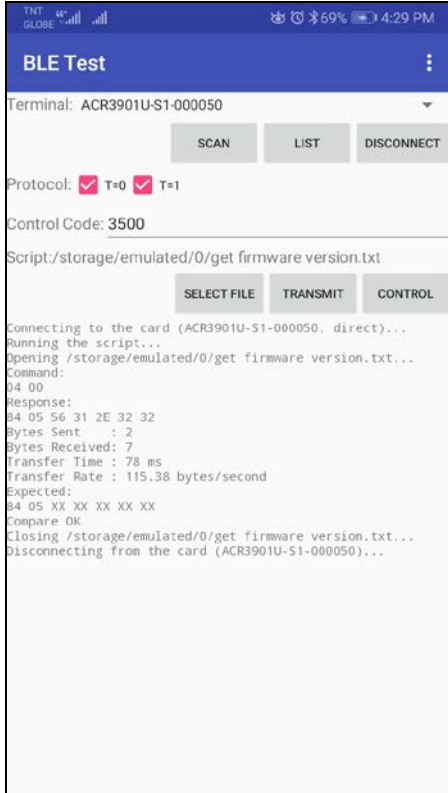 TNT
GLOBE
69% 4:29 PM
BLE Test
Terminal: ACR3901U-S1-000050
SCAN LIST DISCONNECT
Protocol: T=0 T=1
Control Code: 3500
Script:/storage/emulated/0/get firmware version.txt
SELECT FILE TRANSMIT CONTROL
Connecting to the card (ACR3901U-S1-000050, direct)...
Running the script...
Opening /storage/emulated/0/get firmware version.txt...
Command:
04 00
Response:
84 05 56 31 2E 32 32
Bytes Sent    : 2
Bytes Received: 7
Transfer Time : 78 ms
Transfer Rate : 115.38 bytes/second
Expected:
84 05 XX XX XX XX XX
Compare OK
Closing /storage/emulated/0/get firmware version.txt...
Disconnecting from the card (ACR3901U-S1-000050)...